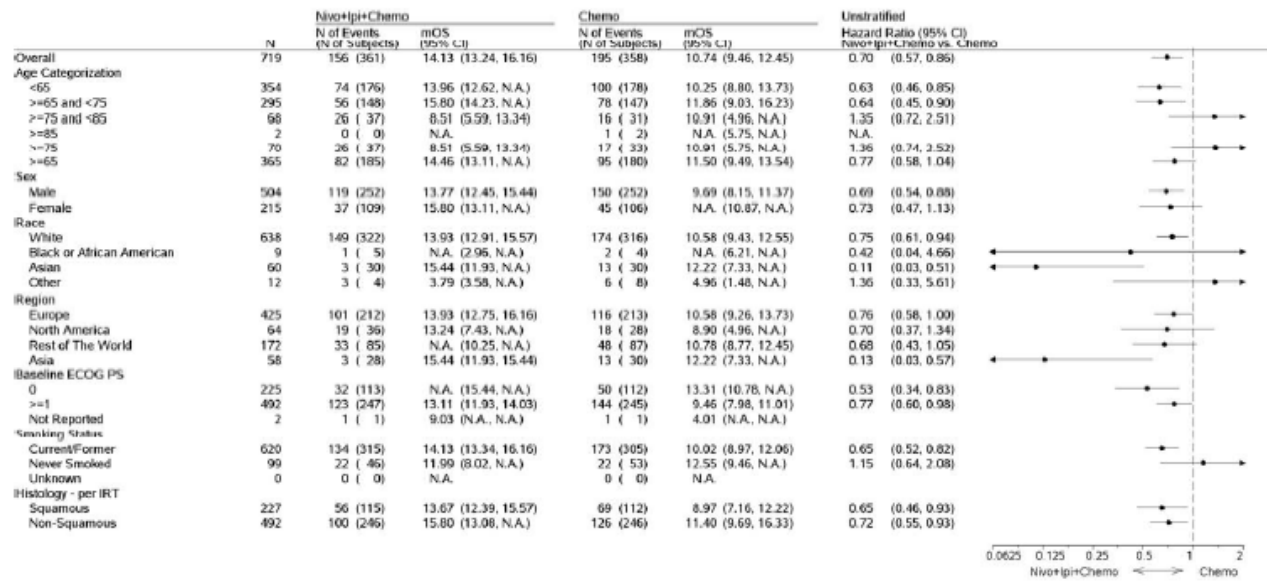 Nivo+Ipi+Chemo Chemo Unstratified
N of Events mOS N of Events mOS Hazard Ratio (95% CI)
N (N of Subjects) (95% CI) (N of Subjects) (95% CI) Nivo+Ipi+Chemo vs. Chemo
Overall 719 156 (361) 14.13 (13.24, 16.16) 195 (358) 10.74 (9.46, 12.45) 0.70 (0.57, 0.86)
Age Categorization
<65 354 74 (176) 13.96 (12.62, N.A.) 100 (178) 10.25 (8.80, 13.73) 0.63 (0.46, 0.85)
>=65 and <75 295 56 (148) 15.80 (14.23, N.A.) 78 (147) 11.86 (9.03, 16.23) 0.64 (0.45, 0.90)
>=75 and <85 68 26 ( 37) 8.51 (5.59, 13.34) 16 ( 31) 10.91 (4.96, N.A.) 1.35 (0.72, 2.51)
>=85 2 0 ( 0) N.A. 1 ( 2) N.A. (5.75, N.A.) N.A.
>=75 70 26 ( 37) 8.51 (5.59, 13.34) 17 ( 33) 10.91 (5.75, N.A.) 1.36 (0.74, 2.52)
>=65 365 82 (185) 14.46 (13.11, N.A.) 95 (180) 11.50 (9.49, 13.54) 0.77 (0.58, 1.04)
Sex
Male 504 119 (252) 13.77 (12.45, 15.44) 150 (252) 9.69 (8.15, 11.37) 0.69 (0.54, 0.88)
Female 215 37 (109) 15.80 (13.11, N.A.) 45 (106) N.A. (10.87, N.A.) 0.73 (0.47, 1.13)
Race
White 638 149 (322) 13.93 (12.91, 15.57) 174 (316) 10.58 (9.43, 12.55) 0.75 (0.61, 0.94)
Black or African American 9 1 ( 5) N.A. (2.96, N.A.) 2 ( 4) N.A. (6.21, N.A.) 0.42 (0.04, 4.66)
Asian 60 3 ( 30) 15.44 (11.93, N.A.) 13 ( 30) 12.22 (7.33, N.A.) 0.11 (0.03, 0.51)
Other 12 3 ( 4) 3.79 (3.58, N.A.) 6 ( 8) 4.96 (1.48, N.A.) 1.36 (0.33, 5.61)
Region
Europe 425 101 (212) 13.93 (12.75, 16.16) 116 (213) 10.58 (9.26, 13.73) 0.76 (0.58, 1.00)
North America 64 19 ( 36) 13.24 (7.43, N.A.) 18 ( 28) 8.90 (4.96, N.A.) 0.70 (0.37, 1.34)
Rest of The World 172 33 ( 85) N.A. (10.25, N.A.) 48 ( 87) 10.78 (8.77, 12.45) 0.68 (0.43, 1.05)
Asia 58 3 ( 28) 15.44 (11.93, 15.44) 13 ( 30) 12.22 (7.33, N.A.) 0.13 (0.03, 0.57)
Baseline ECOG PS
0 225 32 (113) N.A. (15.44, N.A.) 50 (112) 13.31 (10.78, N.A.) 0.53 (0.34, 0.83)
>=1 492 123 (247) 13.11 (11.93, 14.03) 144 (245) 9.46 (7.98, 11.01) 0.77 (0.60, 0.98)
Not Reported 2 1 ( 1) 9.03 (N.A., N.A.) 1 ( 1) 4.01 (N.A., N.A.)
Smoking Status
Current/Former 620 134 (315) 14.13 (13.34, 16.16) 173 (305) 10.02 (8.97, 12.06) 0.65 (0.52, 0.82)
Never Smoked 99 22 ( 46) 11.99 (8.02, N.A.) 22 ( 53) 12.55 (9.46, N.A.) 1.15 (0.64, 2.08)
Unknown 0 0 ( 0) N.A. 0 ( 0) N.A.
Histology - per IRT
Squamous 227 56 (115) 13.67 (12.39, 15.57) 69 (112) 8.97 (7.16, 12.22) 0.65 (0.46, 0.93)
Non-Squamous 492 100 (246) 15.80 (13.08, N.A.) 126 (246) 11.40 (9.69, 16.33) 0.72 (0.55, 0.93)
0.0625 0.125 0.25 0.5 1 2
Nivo+Ipi+Chemo <----> Chemo